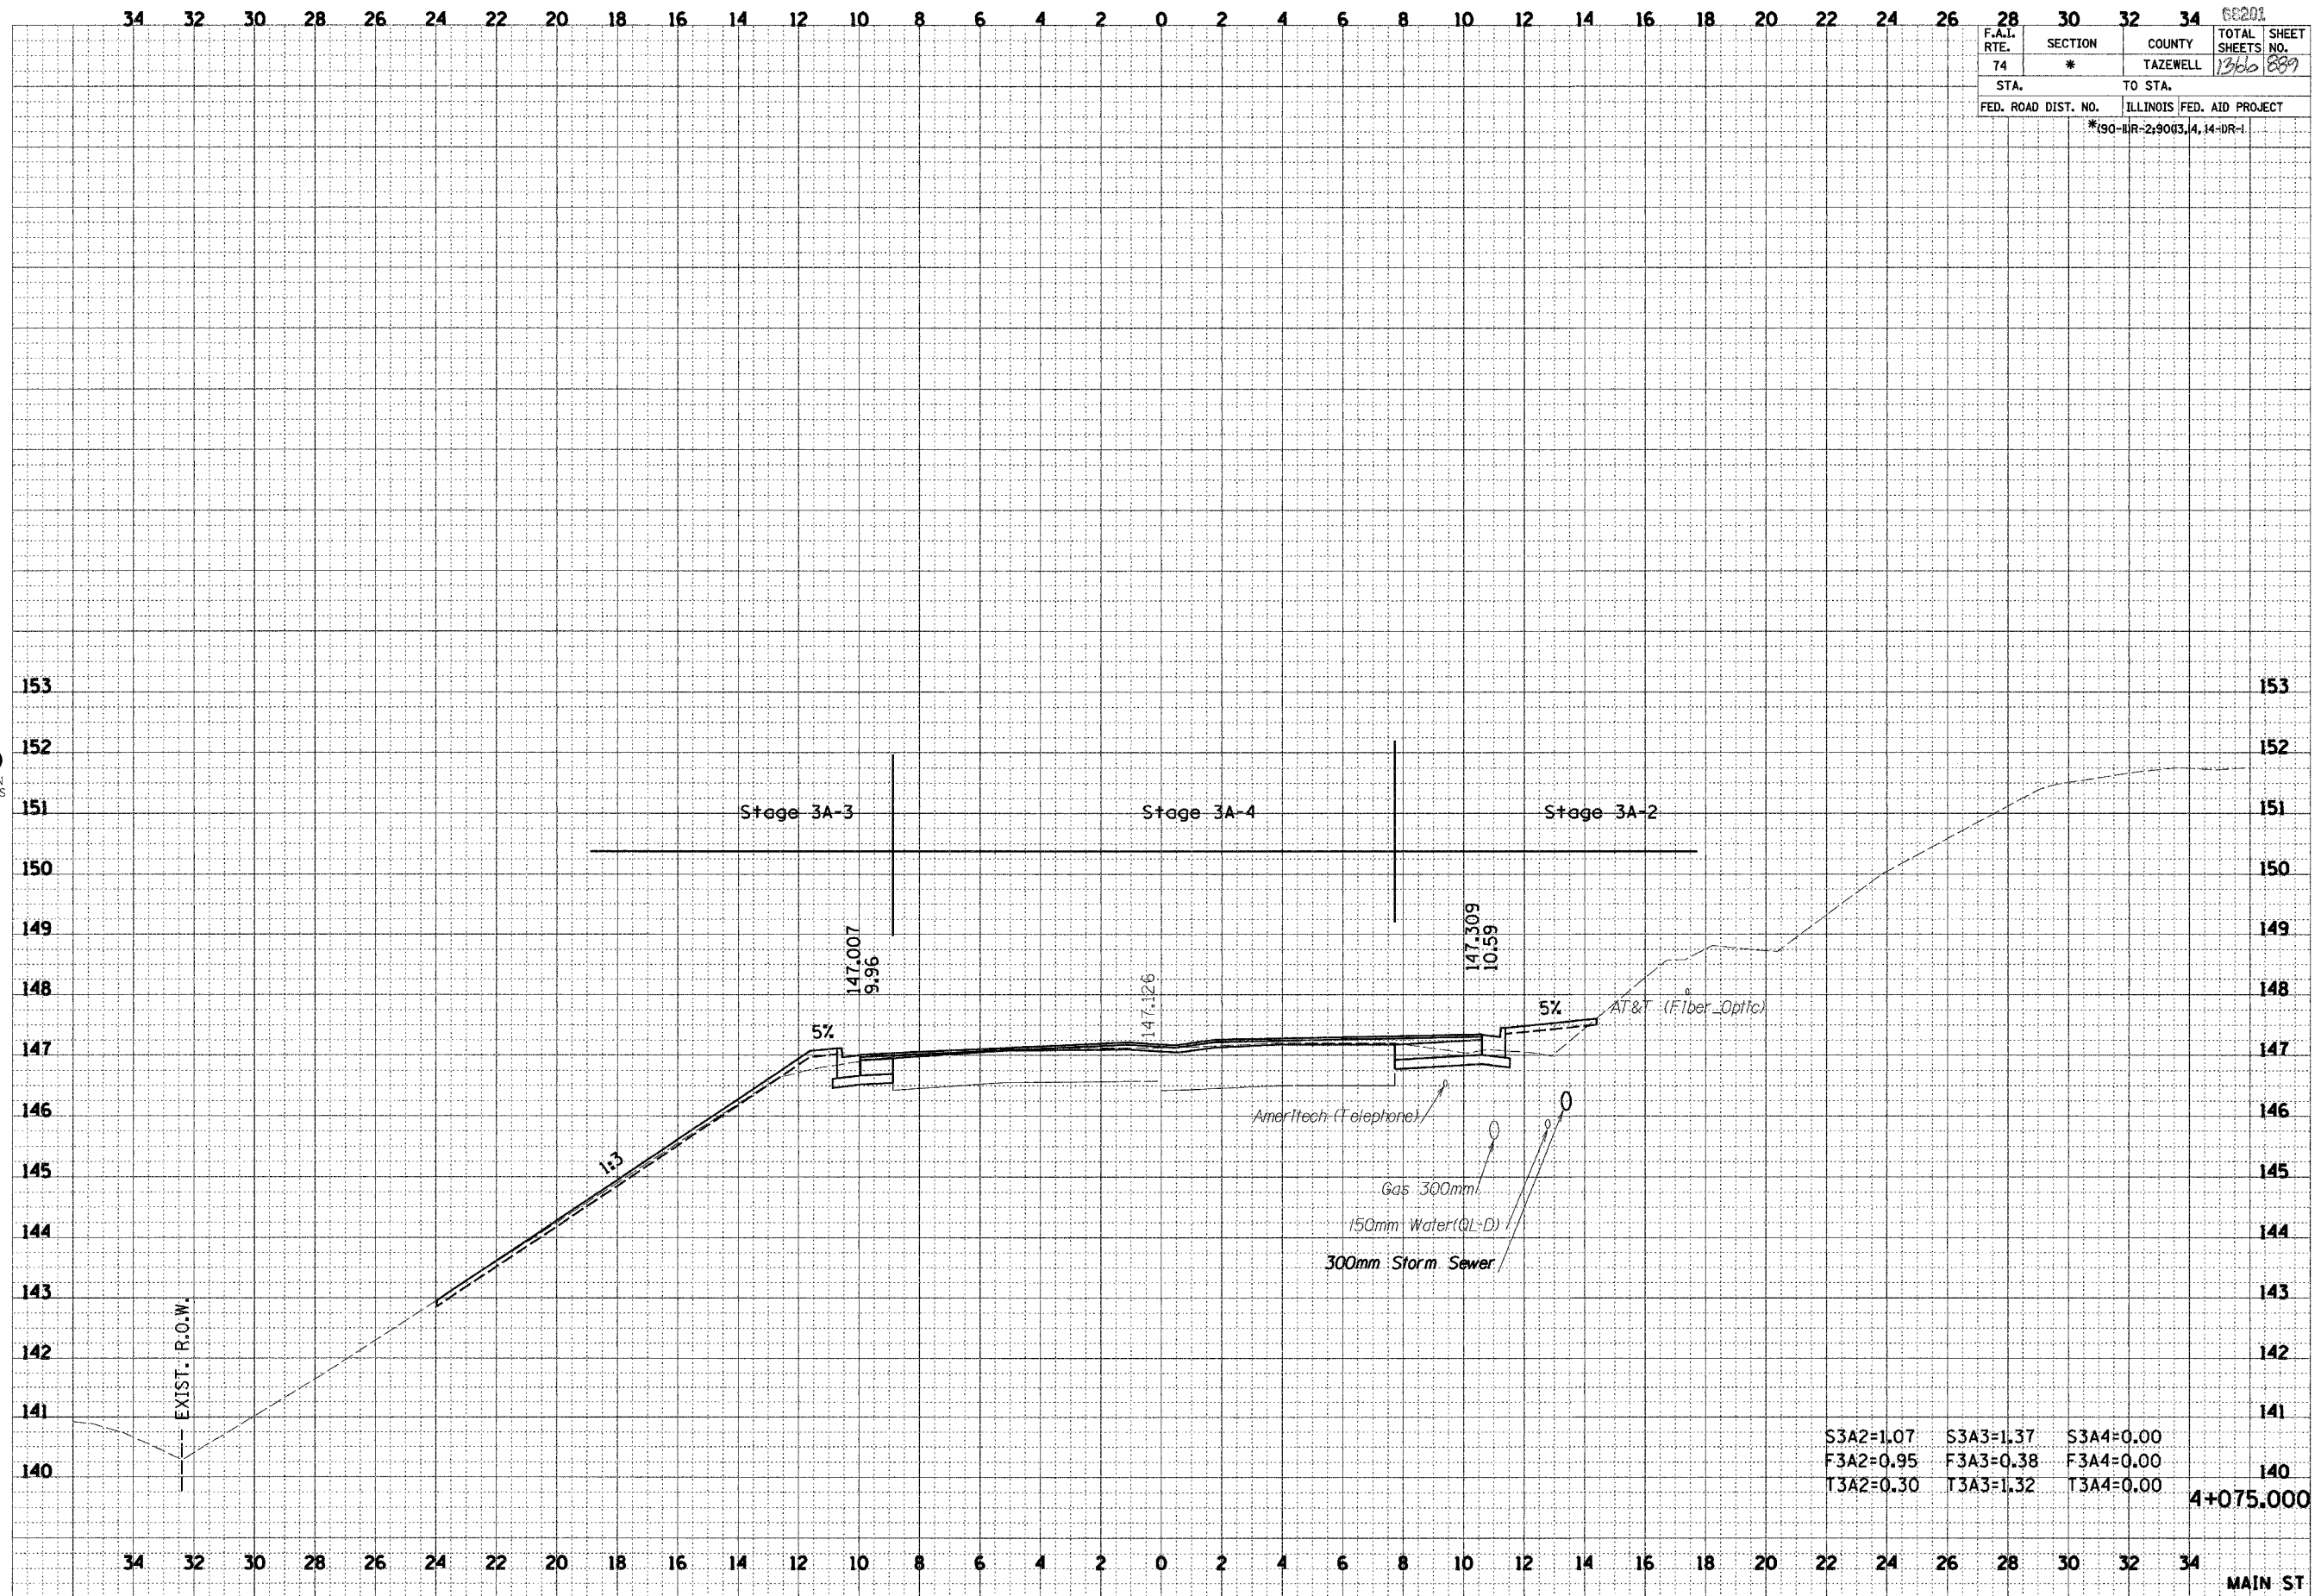 34 32 30 28 26 24 22 20 18 16 14 12 10 8 6 4 2 0 2 4 6 8 10 12 14 16 18 20 22 24 26 28 30 32 34
68201
F.A.I. RTE. SECTION COUNTY TOTAL SHEETS SHEET NO.
74 * TAZEWELL 1366 889
STA. TO STA.
FED. ROAD DIST. NO. ILLINOIS FED. AID PROJECT
*(90-11)R-2;90(13,14, 14-1)R-1
153 153
152 152
151 Stage 3A-3 Stage 3A-4 Stage 3A-2 151
150 150
149 149
147.007
9.96
147.126
147.309
10.59
148 148
AT&T (Fiber_Optic)
5% 5%
147 147
146 146
Ameritech (Telephone)
1:3
145 145
Gas 300mm
150mm Water(QL-D)
144 144
300mm Storm Sewer
143 143
EXIST. R.O.W.
142 142
141 141
S3A2=1.07 S3A3=1.37 S3A4=0.00
F3A2=0.95 F3A3=0.38 F3A4=0.00
140 140
T3A2=0.30 T3A3=1.32 T3A4=0.00
4+075.000
34 32 30 28 26 24 22 20 18 16 14 12 10 8 6 4 2 0 2 4 6 8 10 12 14 16 18 20 22 24 26 28 30 32 34
MAIN ST